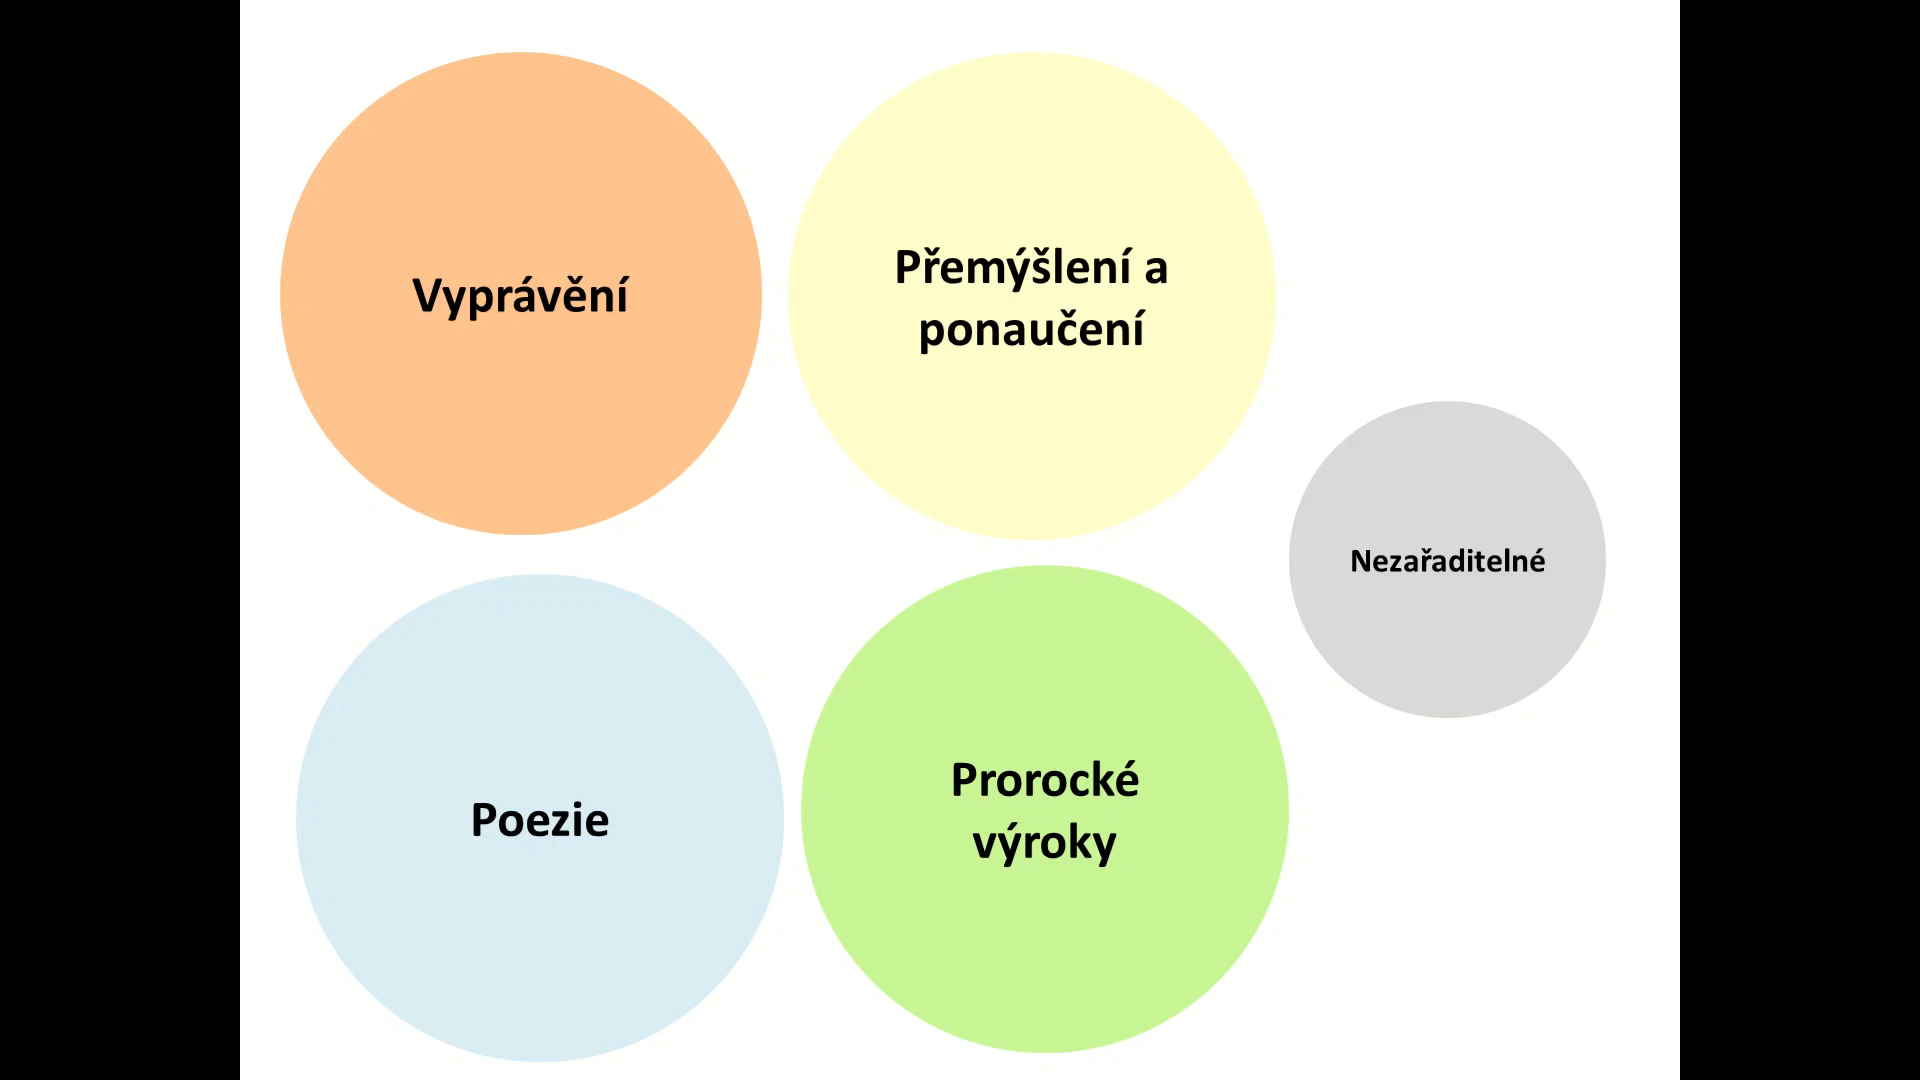 Vyprávění
Přemýšlení a
ponaučení
Nezařaditelné
Poezie
Prorocké
výroky